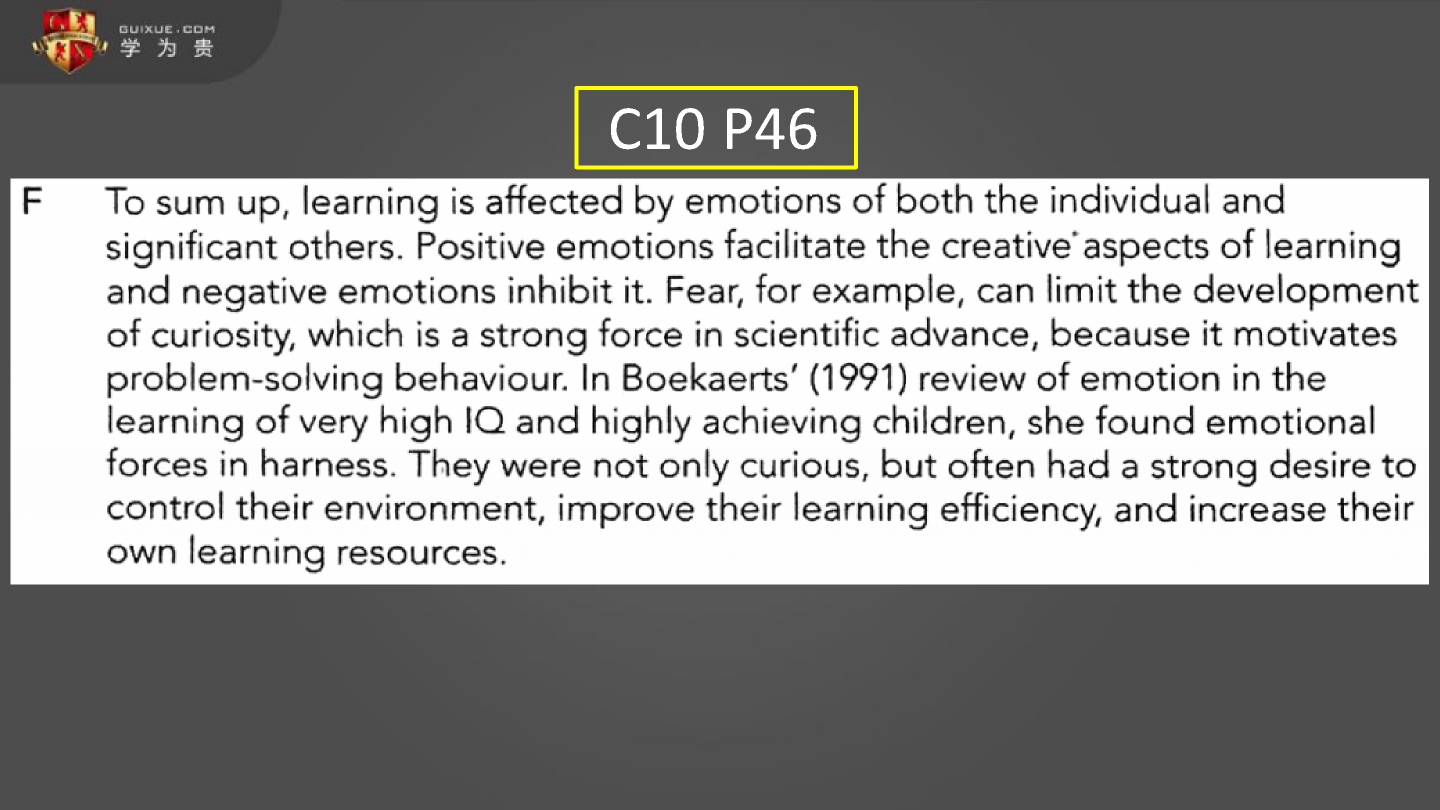 GUIXUE.COM
学为贵
C10 P46
F To sum up, learning is affected by emotions of both the individual and
significant others. Positive emotions facilitate the creative aspects of learning
and negative emotions inhibit it. Fear, for example, can limit the development
of curiosity, which is a strong force in scientific advance, because it motivates
problem-solving behaviour. In Boekaerts' (1991) review of emotion in the
learning of very high IQ and highly achieving children, she found emotional
forces in harness. They were not only curious, but often had a strong desire to
control their environment, improve their learning efficiency, and increase their
own learning resources.